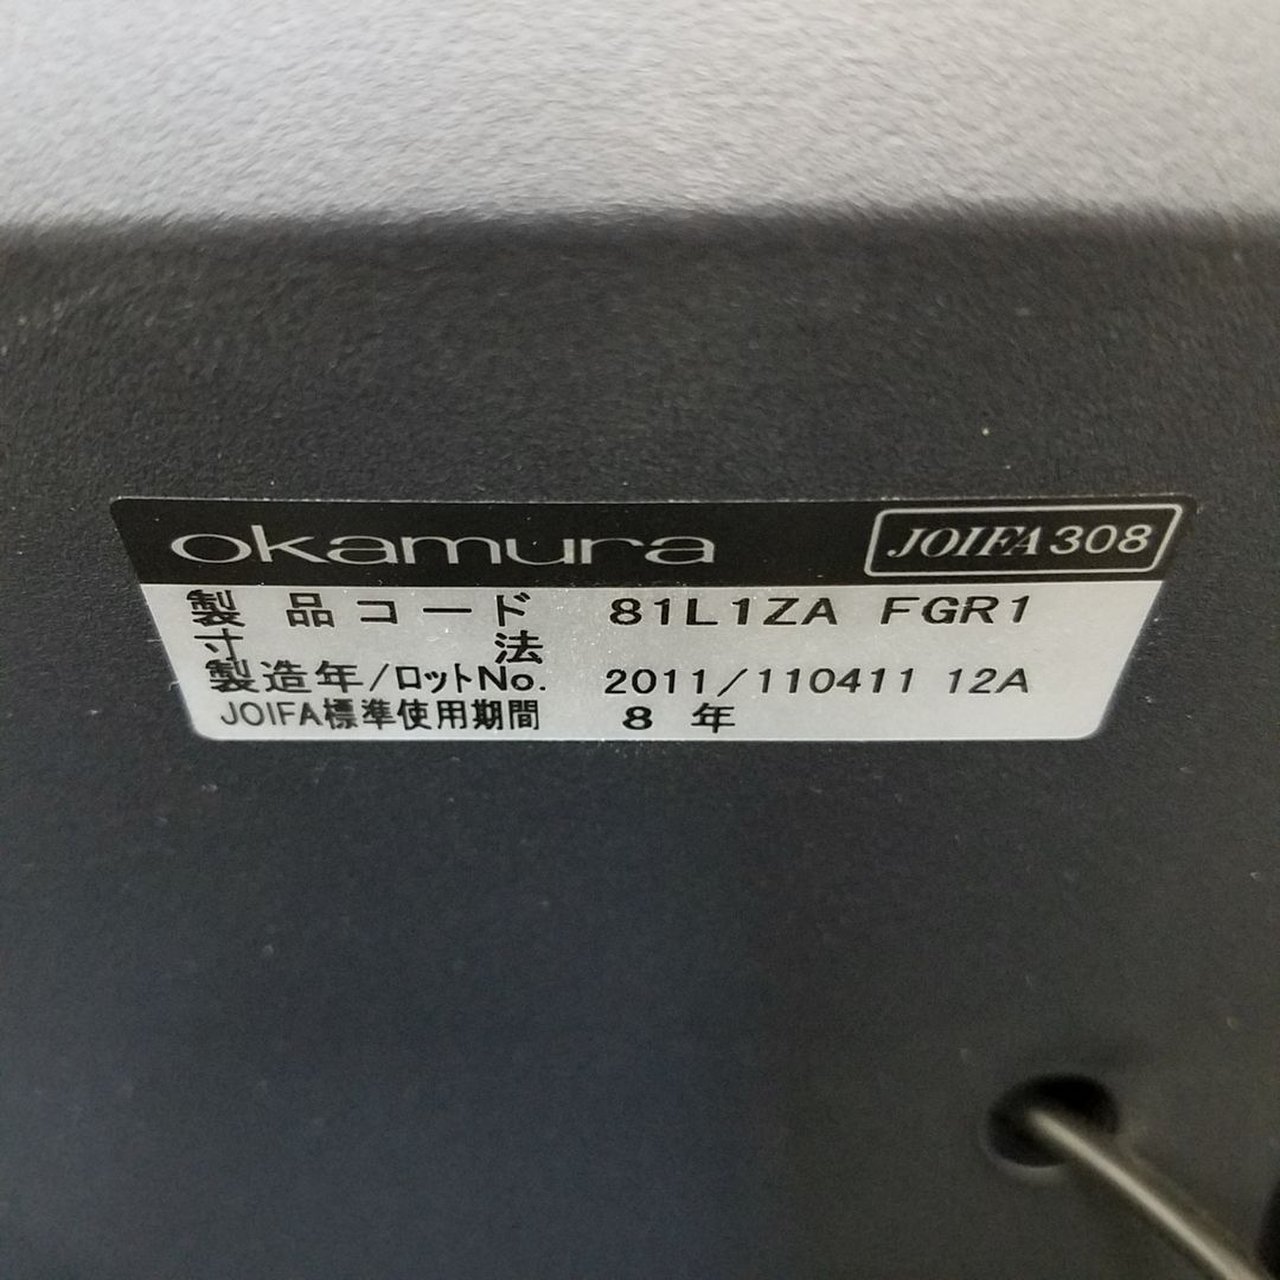 okamura JOIFA308
製品コード 81L1ZA FGR1
寸法
製造年/ロットNo. 2011/110411 12A
JOIFA標準使用期間 8 年